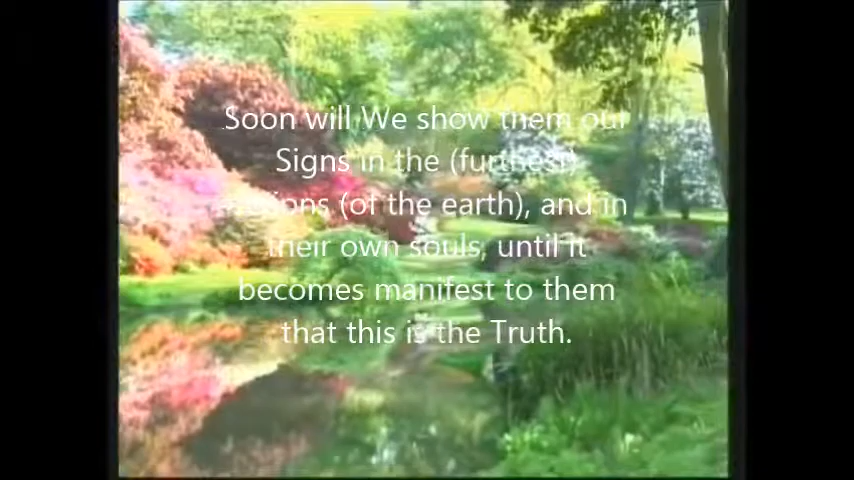 Soon will We show them our
Signs in the (furthest)
regions (of the earth), and in
their own souls, until it
becomes manifest to them
that this is the Truth.